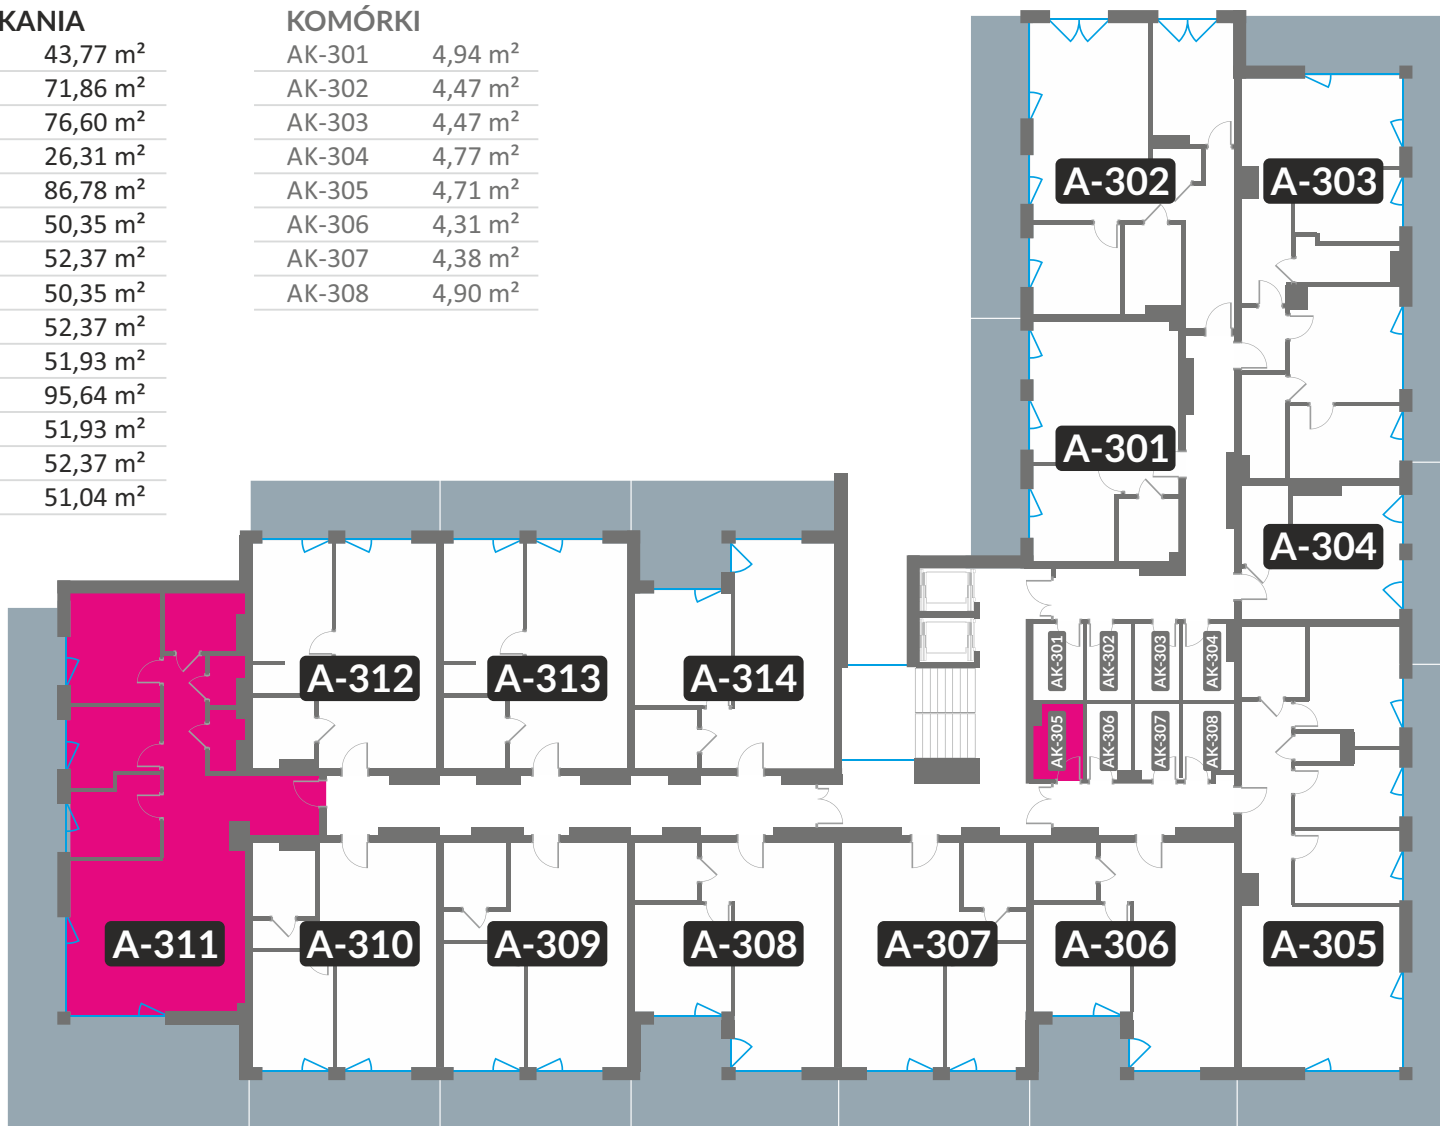 KANIA
43,77 m²
71,86 m²
76,60 m²
26,31 m²
86,78 m²
50,35 m²
52,37 m²
50,35 m²
52,37 m²
51,93 m²
95,64 m²
51,93 m²
52,37 m²
51,04 m²
KOMÓRKI
AK-301 4,94 m²
AK-302 4,47 m²
AK-303 4,47 m²
AK-304 4,77 m²
AK-305 4,71 m²
AK-306 4,31 m²
AK-307 4,38 m²
AK-308 4,90 m²
A-302
A-303
A-301
A-304
AK-301
AK-302
AK-303
AK-304
A-312
A-313
A-314
AK-305
AK-306
AK-307
AK-308
A-311
A-310
A-309
A-308
A-307
A-306
A-305